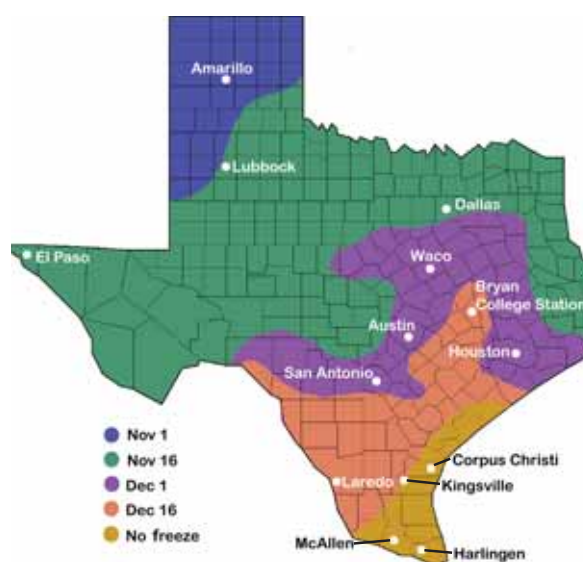 Amarillo
Lubbock
Dallas
El Paso
Waco
Bryan
College Station
Austin
Houston
San Antonio
Nov 1
Nov 16
Dec 1
Dec 16
No freeze
Corpus Christi
Laredo
Kingsville
McAllen
Harlingen